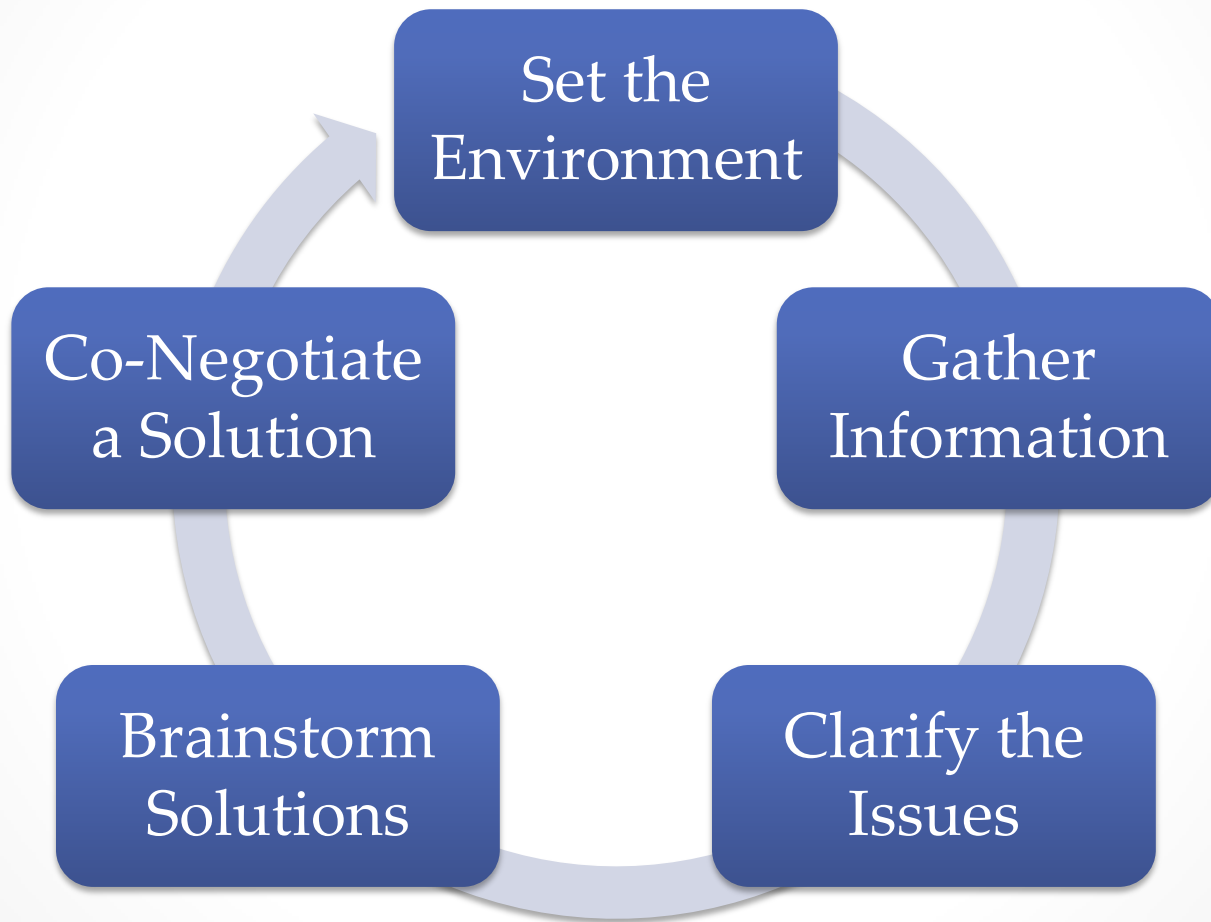 Set the
Environment
Gather
Information
Clarify the
Issues
Brainstorm
Solutions
Co-Negotiate
a Solution